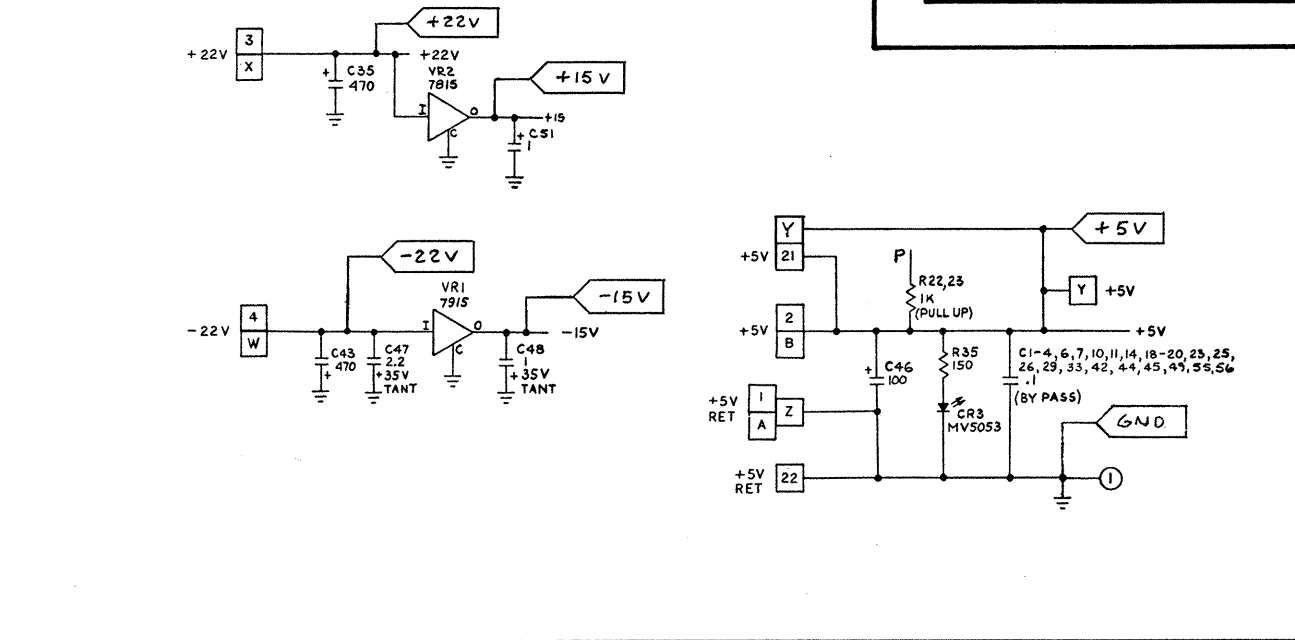 +22V
3
X
+22V
C35
470
+
+22V
VR2
7815
I
O
C
+15V
+15
+ C51
1
-22V
4
W
-22V
C43
470
+
C47
2.2
+35V
TANT
VR1
7915
I
O
C
-15V
-15V
C48
1
+35V
TANT
Y
+5V 21
+5V
Y +5V
P
R22,23
1K
(PULL UP)
+5V
2
B
+5V
+ C46
100
R35
150
CR3
MV5053
C1-4, 6, 7, 10, 11, 14, 18-20, 23, 25,
26, 29, 33, 42, 44, 45, 49, 55, 56
.1
(BY PASS)
+5V
RET
1
A
Z
GND
+5V
RET
22
1